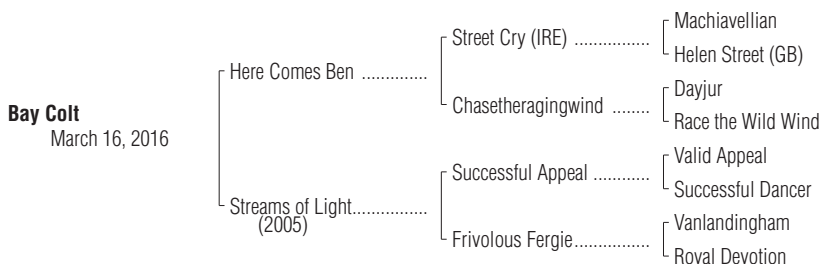 Bay Colt
March 16, 2016
Here Comes Ben ..............
Streams of Light................
(2005)
Street Cry (IRE) ................
Chasetheragingwind ........
Successful Appeal ............
Frivolous Fergie................
Machiavellian
Helen Street (GB)
Dayjur
Race the Wild Wind
Valid Appeal
Successful Dancer
Vanlandingham
Royal Devotion